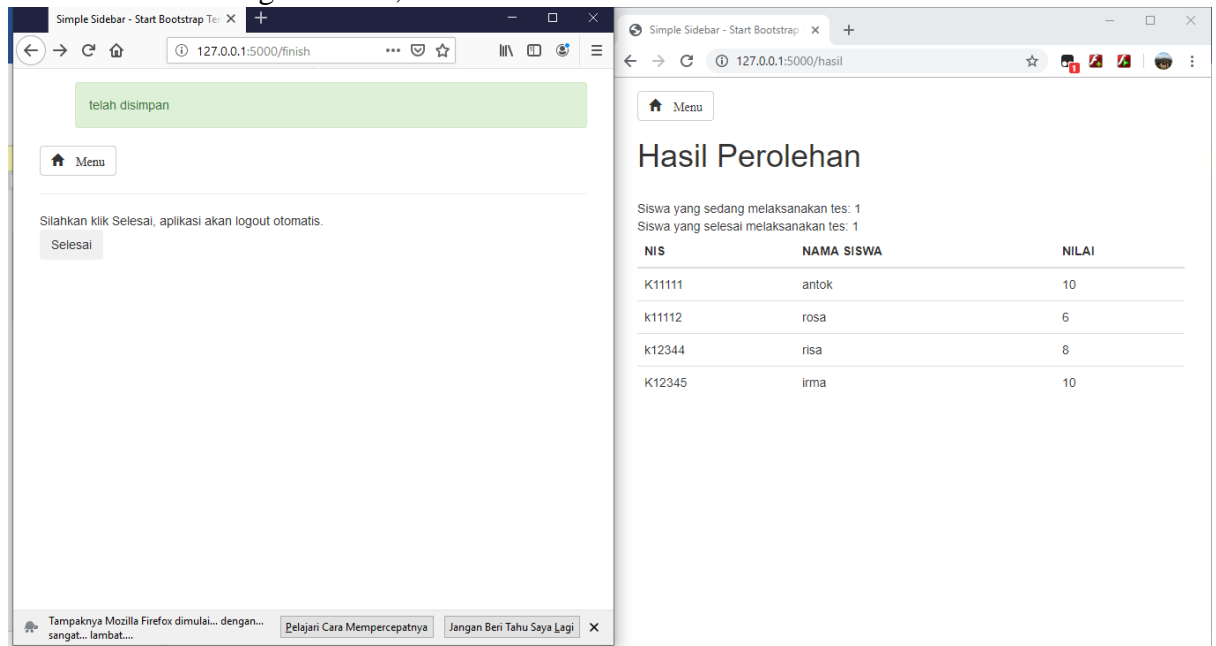 Simple Sidebar - Start Bootstrap Te
127.0.0.1:5000/finish
telah disimpan
Menu
Silahkan klik Selesai, aplikasi akan logout otomatis.
Selesai
Tampaknya Mozilla Firefox dimulai... dengan...
sangat... lambat....
Pelajari Cara Mempercepatnya
Jangan Beri Tahu Saya Lagi
Simple Sidebar - Start Bootstrap
127.0.0.1:5000/hasil
1
Menu
Hasil Perolehan
Siswa yang sedang melaksanakan tes: 1
Siswa yang selesai melaksanakan tes: 1
NIS NAMA SISWA NILAI
K11111 antok 10
k11112 rosa 6
k12344 risa 8
K12345 irma 10